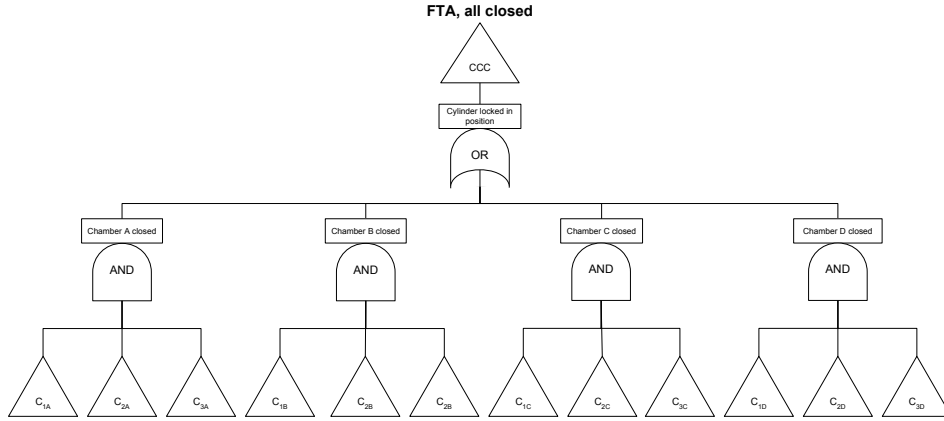 FTA, all closed
CCC
Cylinder locked in
position
OR
Chamber A closed
Chamber B closed
Chamber C closed
Chamber D closed
AND
AND
AND
AND
C1A
C2A
C3A
C1B
C2B
C2B
C1C
C2C
C3C
C1D
C2D
C3D